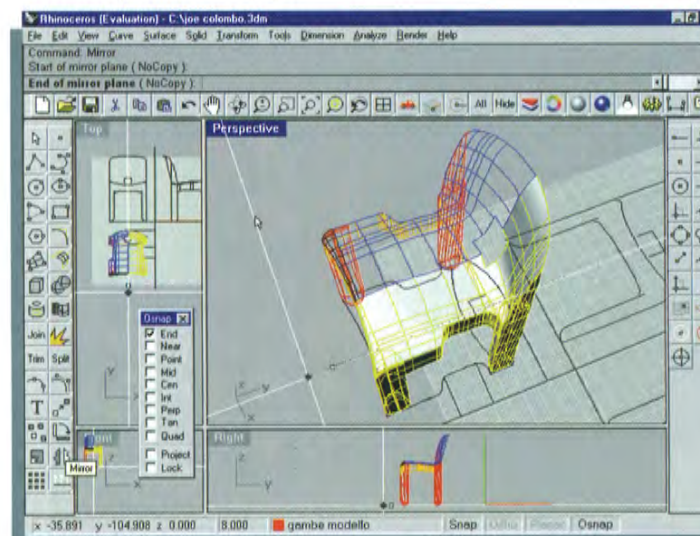 Rhinoceros (Evaluation) - C:\joe colombo.3dm
File Edit View Curve Surface Solid Transform Tools Dimension Analyze Render Help
Command: Mirror
Start of mirror plane ( NoCopy ):
End of mirror plane ( NoCopy ):
All Hide
Top
Perspective
Osnap
End
Near
Point
Mid
Cen
Int
Perp
Tan
Quad
Project
Lock
Join
Trim Split
T
Mirror
Right
x y
z y
x y
z x
z y
x -35.891 y -104.908 z 0.000 8.000 gambe modello Snap Ortho Planar Osnap